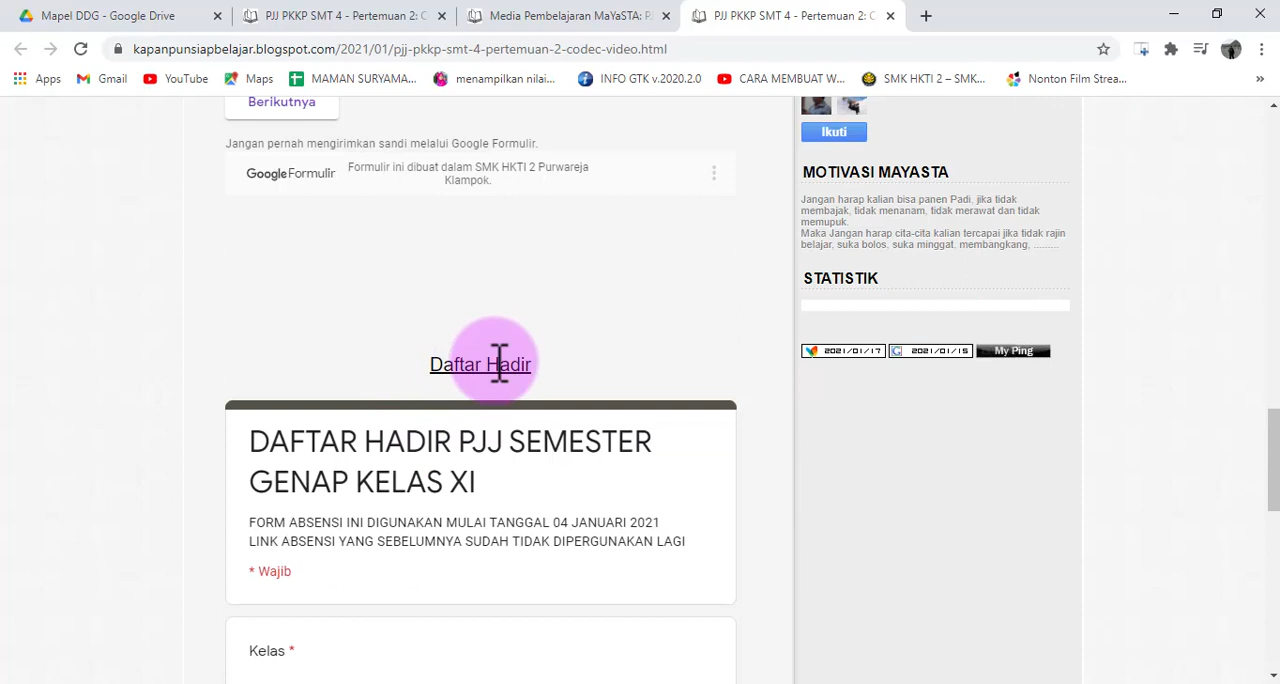 Mapel DDG - Google Drive
PJJ PKKP SMT 4 - Pertemuan 2: C
Media Pembelajaran MaYaSTA: P
PJJ PKKP SMT 4 - Pertemuan 2: C
kapanpunsiapbelajar.blogspot.com/2021/01/pjj-pkkp-smt-4-pertemuan-2-codec-video.html
Apps
Gmail
YouTube
Maps
MAMAN SURYAMA...
menampilkan nilai...
INFO GTK v.2020.2.0
CARA MEMBUAT W...
SMK HKTI 2 – SMK...
Nonton Film Strea...
»
Berikutnya
Jangan pernah mengirimkan sandi melalui Google Formulir.
Google Formulir
Formulir ini dibuat dalam SMK HKTI 2 Purwareja
Klampok.
Daftar Hadir
DAFTAR HADIR PJJ SEMESTER
GENAP KELAS XI
FORM ABSENSI INI DIGUNAKAN MULAI TANGGAL 04 JANUARI 2021
LINK ABSENSI YANG SEBELUMNYA SUDAH TIDAK DIPERGUNAKAN LAGI
* Wajib
Kelas *
Ikuti
MOTIVASI MAYASTA
Jangan harap kalian bisa panen Padi, jika tidak
membajak, tidak menanam, tidak merawat dan tidak
memupuk.
Maka Jangan harap cita-cita kalian tercapai jika tidak rajin
belajar, suka bolos, suka minggat, membangkang, .........
STATISTIK
2021/01/17
G 2021/01/15
My Ping